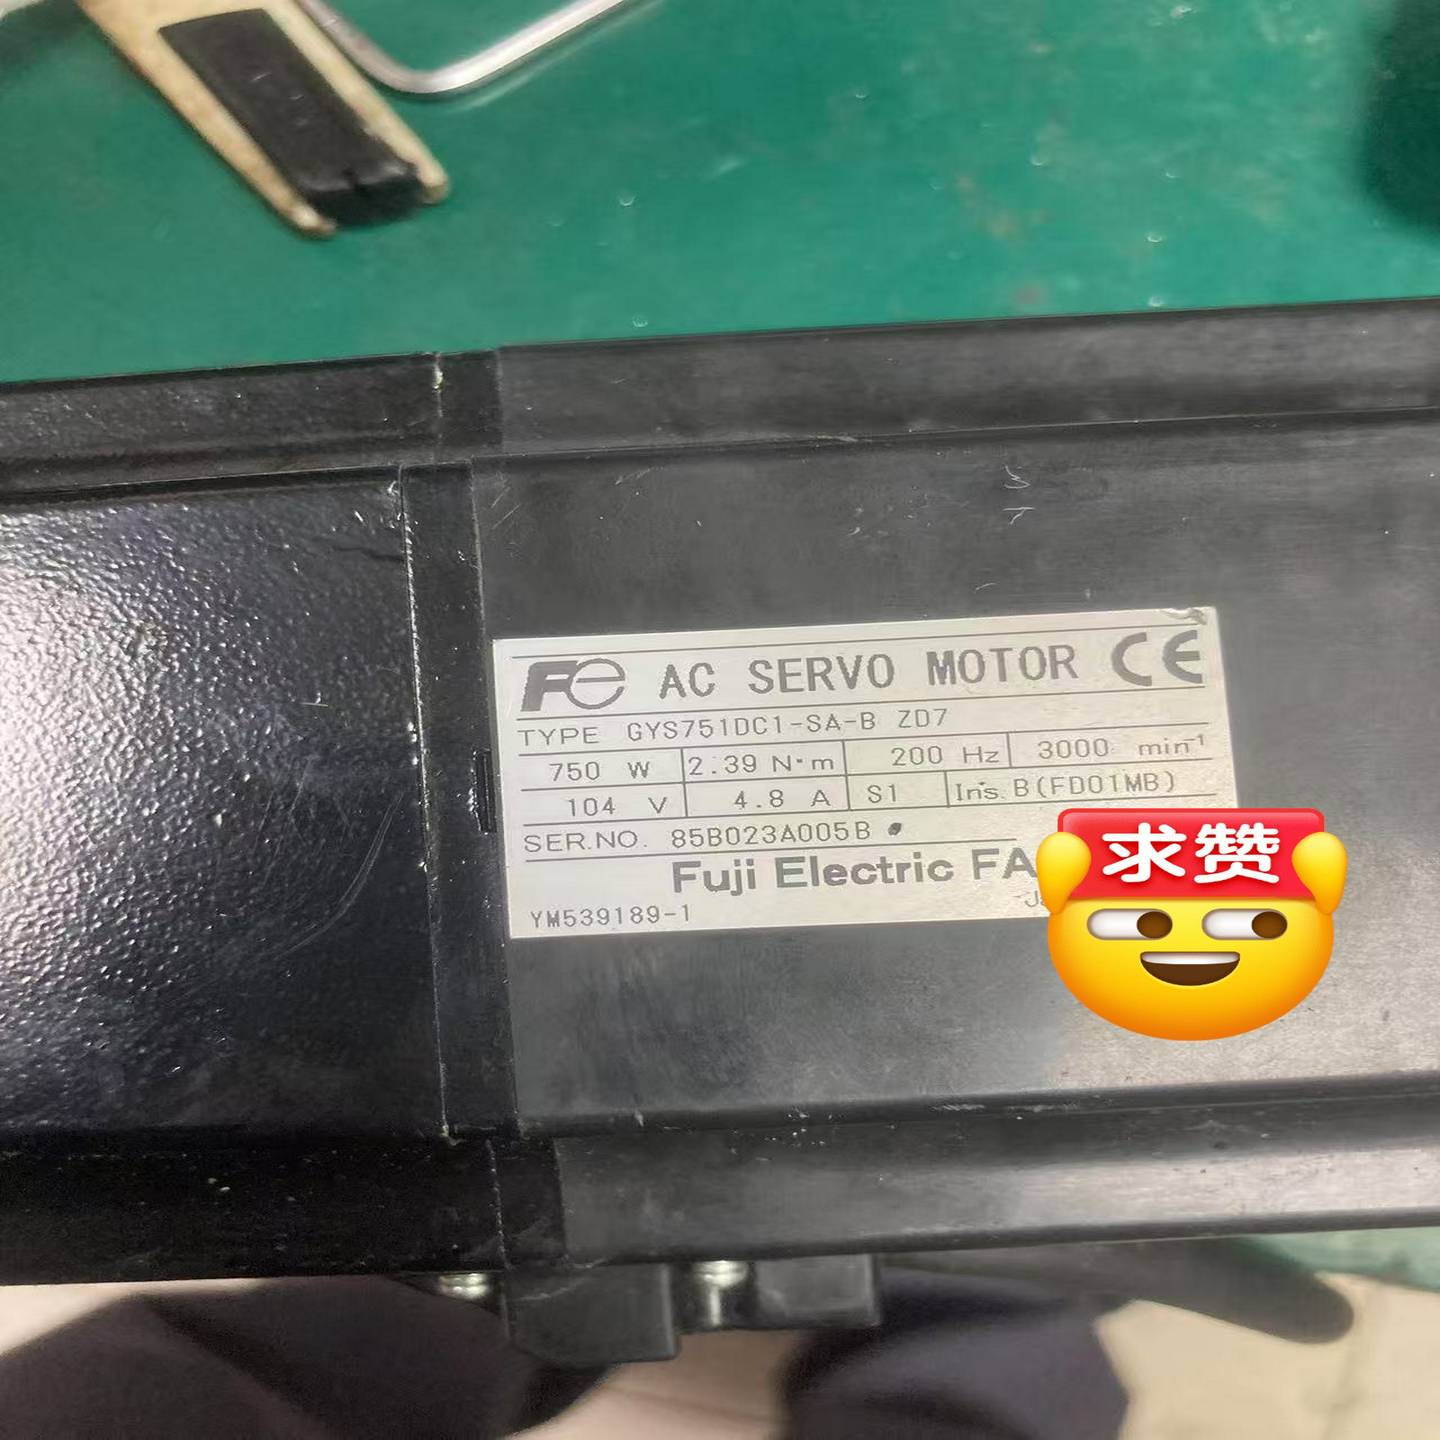 Fe AC SERVO MOTOR CE
TYPE GYS751DC1-SA-B ZD7
750 W 2.39 N·m 200 Hz 3000 min⁻¹
104 V 4.8 A S1 Ins. B(FD01MB)
SER.NO. 85B023A005B
Fuji Electric FA
YM539189-1
求赞